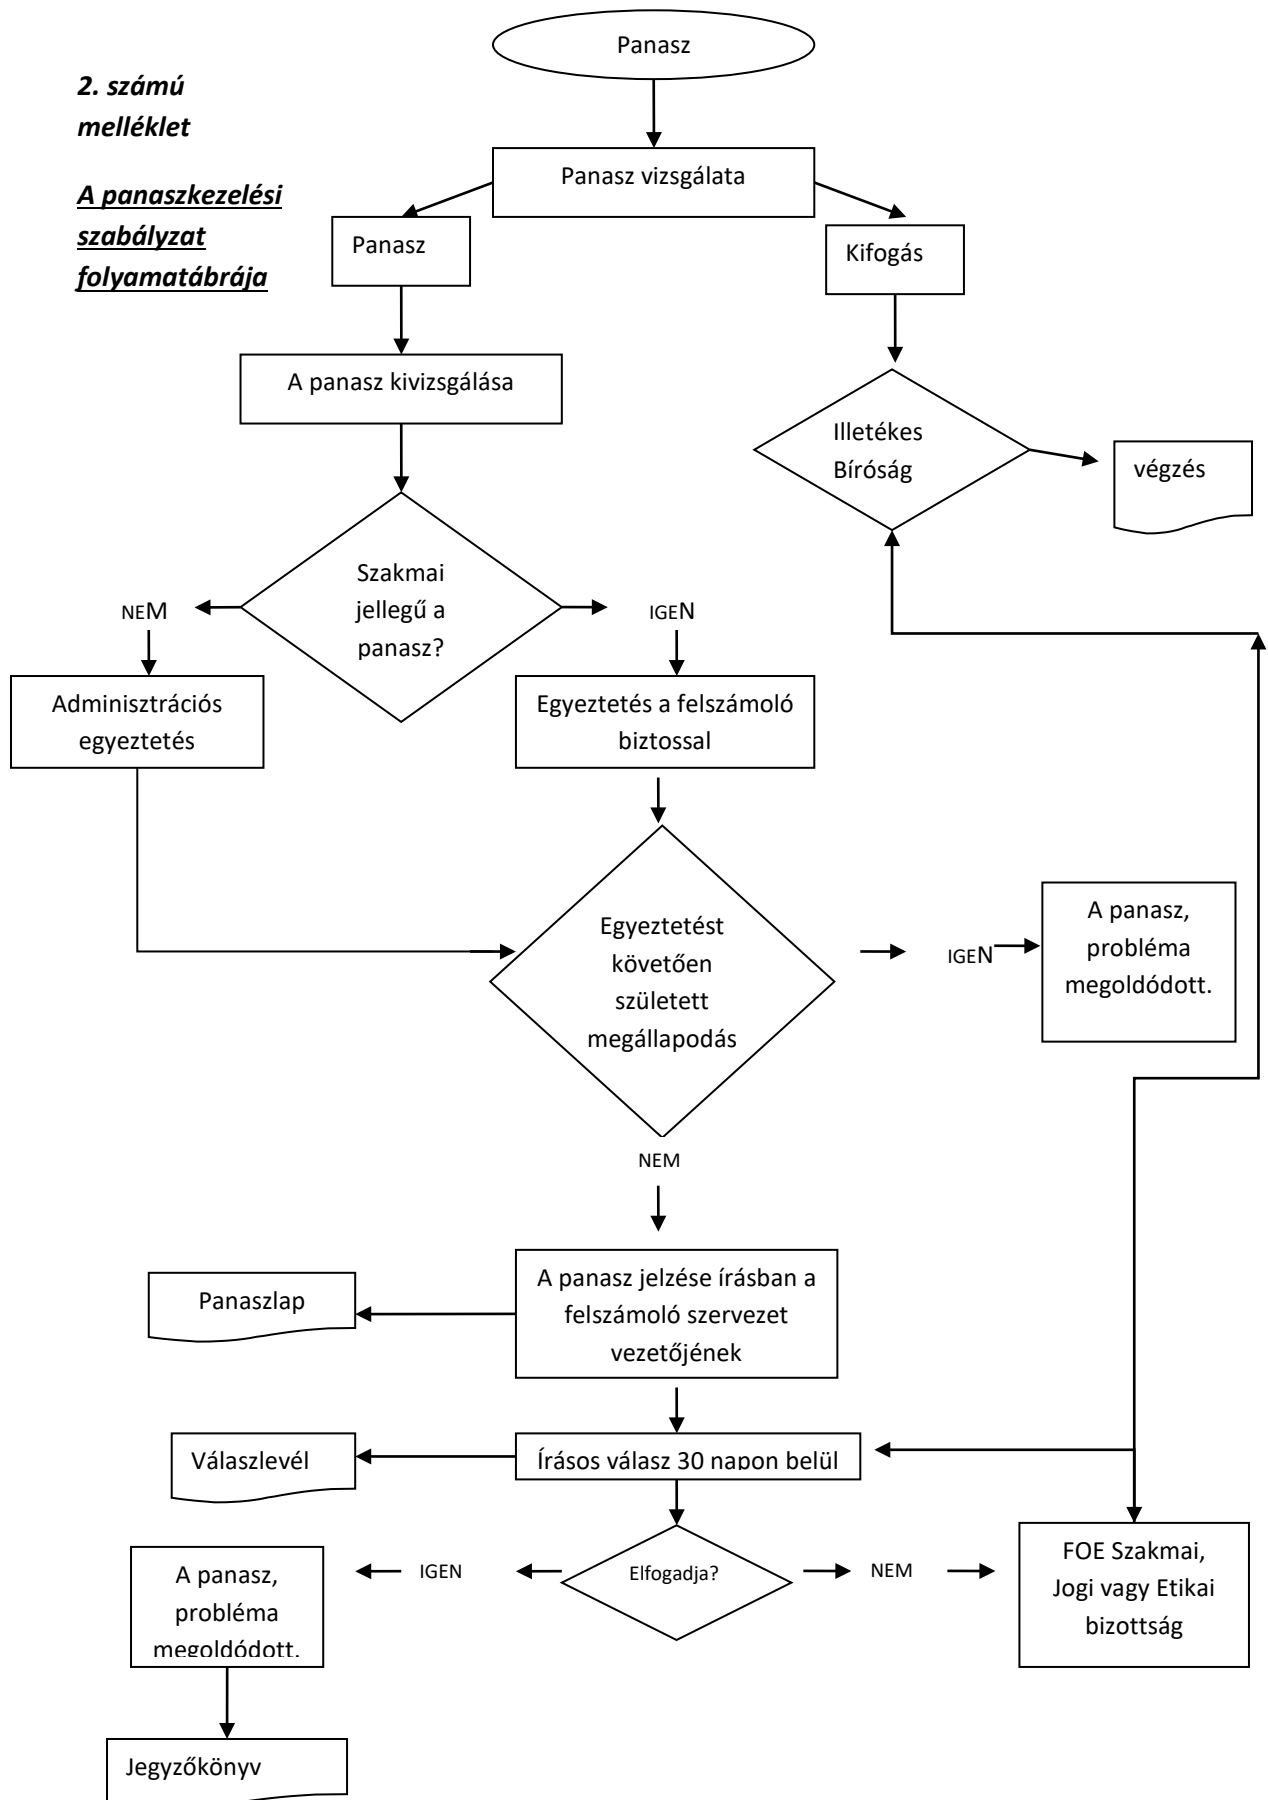 Panasz
2. számú
melléklet
A panaszkezelési
szabályzat
folyamatábrája
Panasz vizsgálata
Panasz
Kifogás
A panasz kivizsgálása
Illetékes
Bíróság
végzés
Szakmai
jellegű a
panasz?
NEM
IGEN
Adminisztrációs
egyeztetés
Egyeztetés a felszámoló
biztossal
Egyeztetést
követően
született
megállapodás
IGEN
A panasz,
probléma
megoldódott.
NEM
A panasz jelzése írásban a
felszámoló szervezet
vezetőjének
Panaszlap
Írásos válasz 30 napon belül
Válaszlevél
Elfogadja?
IGEN
NEM
A panasz,
probléma
megoldódott.
FOE Szakmai,
Jogi vagy Etikai
bizottság
Jegyzőkönyv